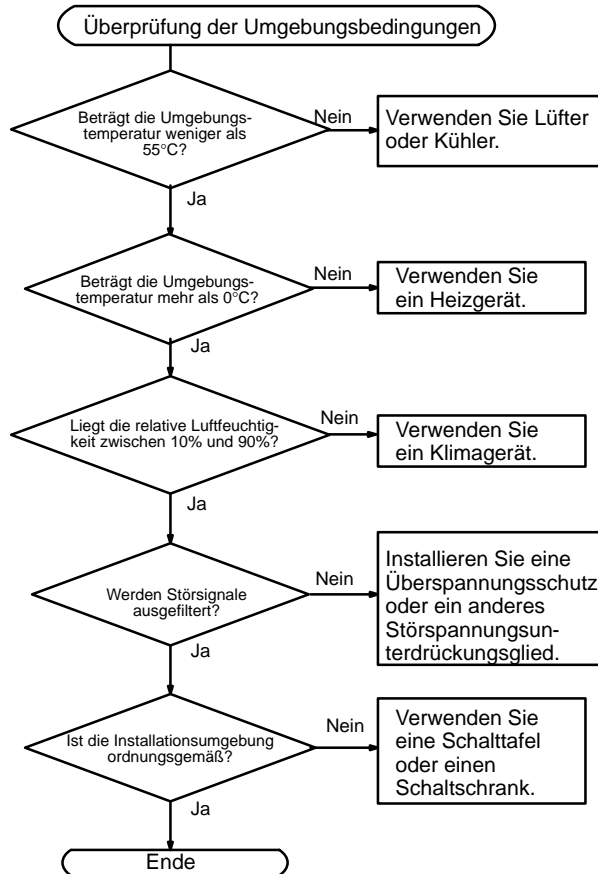 Überprüfung der Umgebungsbedingungen
Beträgt die Umgebungs-
temperatur weniger als
55°C?
Nein
Verwenden Sie Lüfter
oder Kühler.
Ja
Beträgt die Umgebungs-
temperatur mehr als 0°C?
Nein
Verwenden Sie
ein Heizgerät.
Ja
Liegt die relative Luftfeuchtig-
keit zwischen 10% und 90%?
Nein
Verwenden Sie
ein Klimagerät.
Ja
Werden Störsignale
ausgefiltert?
Nein
Installieren Sie eine
Überspannungsschutz
oder ein anderes
Störspannungsun-
terdrückungsglied.
Ja
Ist die Installationsumgebung
ordnungsgemäß?
Nein
Verwenden Sie
eine Schalttafel
oder einen
Schaltschrank.
Ja
Ende